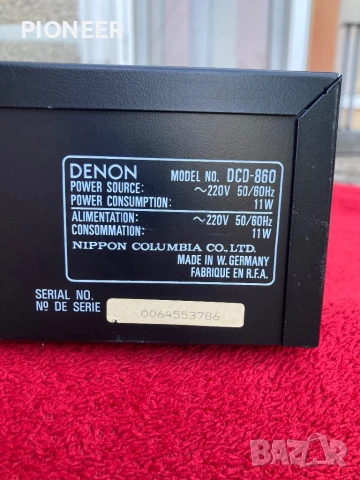 PIONEER
DENON MODEL NO. DCD-860
POWER SOURCE: ~220V 50/60Hz
POWER CONSUMPTION: 11W
ALIMENTATION: ~220V 50/60Hz
CONSOMMATION: 11W
NIPPON COLUMBIA CO., LTD.
MADE IN W. GERMANY
FABRIQUE EN R.F.A.
SERIAL NO.
Nº DE SERIE 0064553786
BAZAR
bg